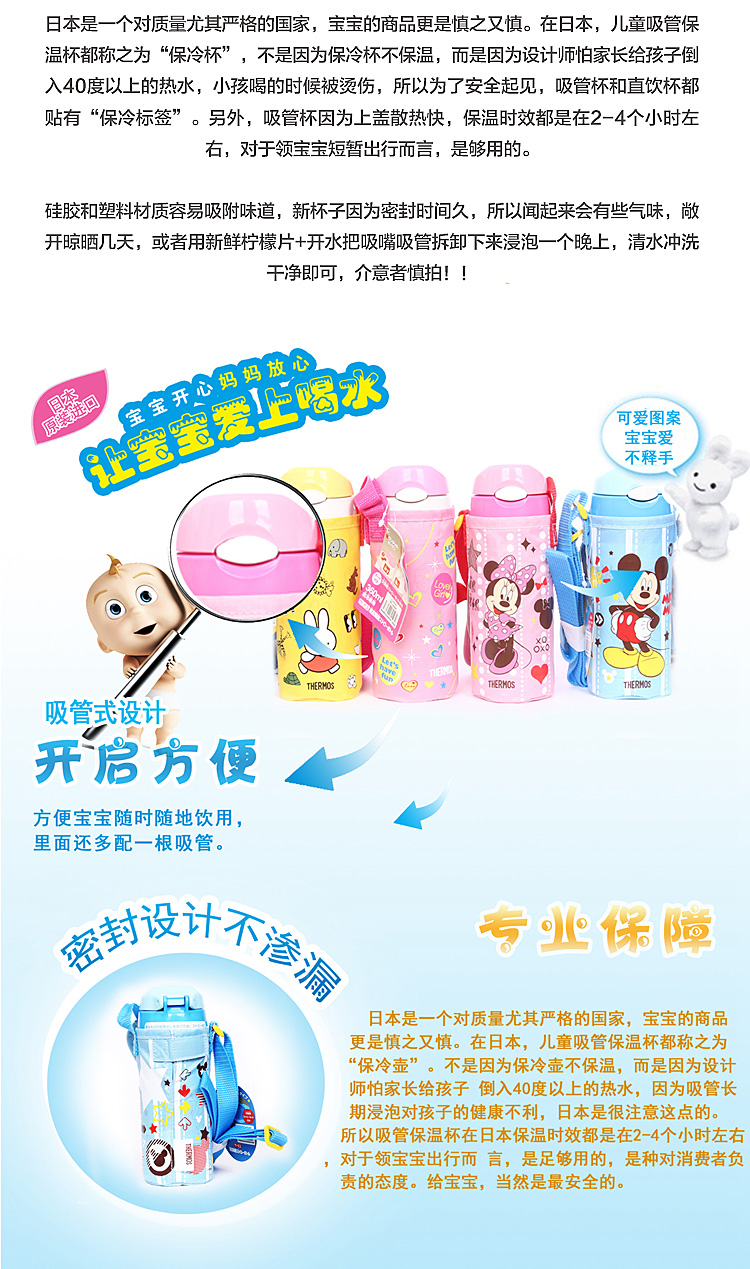 日本是一个对质量尤其严格的国家，宝宝的商品更是慎之又慎。在日本，儿童吸管保
温杯都称之为“保冷杯”，不是因为保冷杯不保温，而是因为设计师怕家长给孩子倒
入40度以上的热水，小孩喝的时候被烫伤，所以为了安全起见，吸管杯和直饮杯都
贴有“保冷标签”。另外，吸管杯因为上盖散热快，保温时效都是在2-4个小时左
右，对于领宝宝短暂出行而言，是够用的。
硅胶和塑料材质容易吸附味道，新杯子因为密封时间久，所以闻起来会有些气味，敞
开晾晒几天，或者用新鲜柠檬片+开水把吸嘴吸管拆卸下来浸泡一个晚上，清水冲洗
干净即可，介意者慎拍！！
日本
原装进口
宝宝开心妈妈放心
让宝宝爱上喝水
可爱图案
宝宝爱
不释手
360ml
Lovely
Girl
Let's
have
fun
XO
OXO
THERMOS
THERMOS
THERMOS
THERMOS
吸管式设计
开启方便
方便宝宝随时随地饮用，
里面还多配一根吸管。
密封设计不渗漏
THERMOS
专业保障
日本是一个对质量尤其严格的国家，宝宝的商品
更是慎之又慎。在日本，儿童吸管保温杯都称之为
“保冷壶”。不是因为保冷壶不保温，而是因为设计
师怕家长给孩子 倒入40度以上的热水，因为吸管长
期浸泡对孩子的健康不利，日本是很注意这点的。
所以吸管保温杯在日本保温时效都是在2-4个小时左右
，对于领宝宝出行而 言，是足够用的，是种对消费者负
责的态度。给宝宝，当然是最安全的。